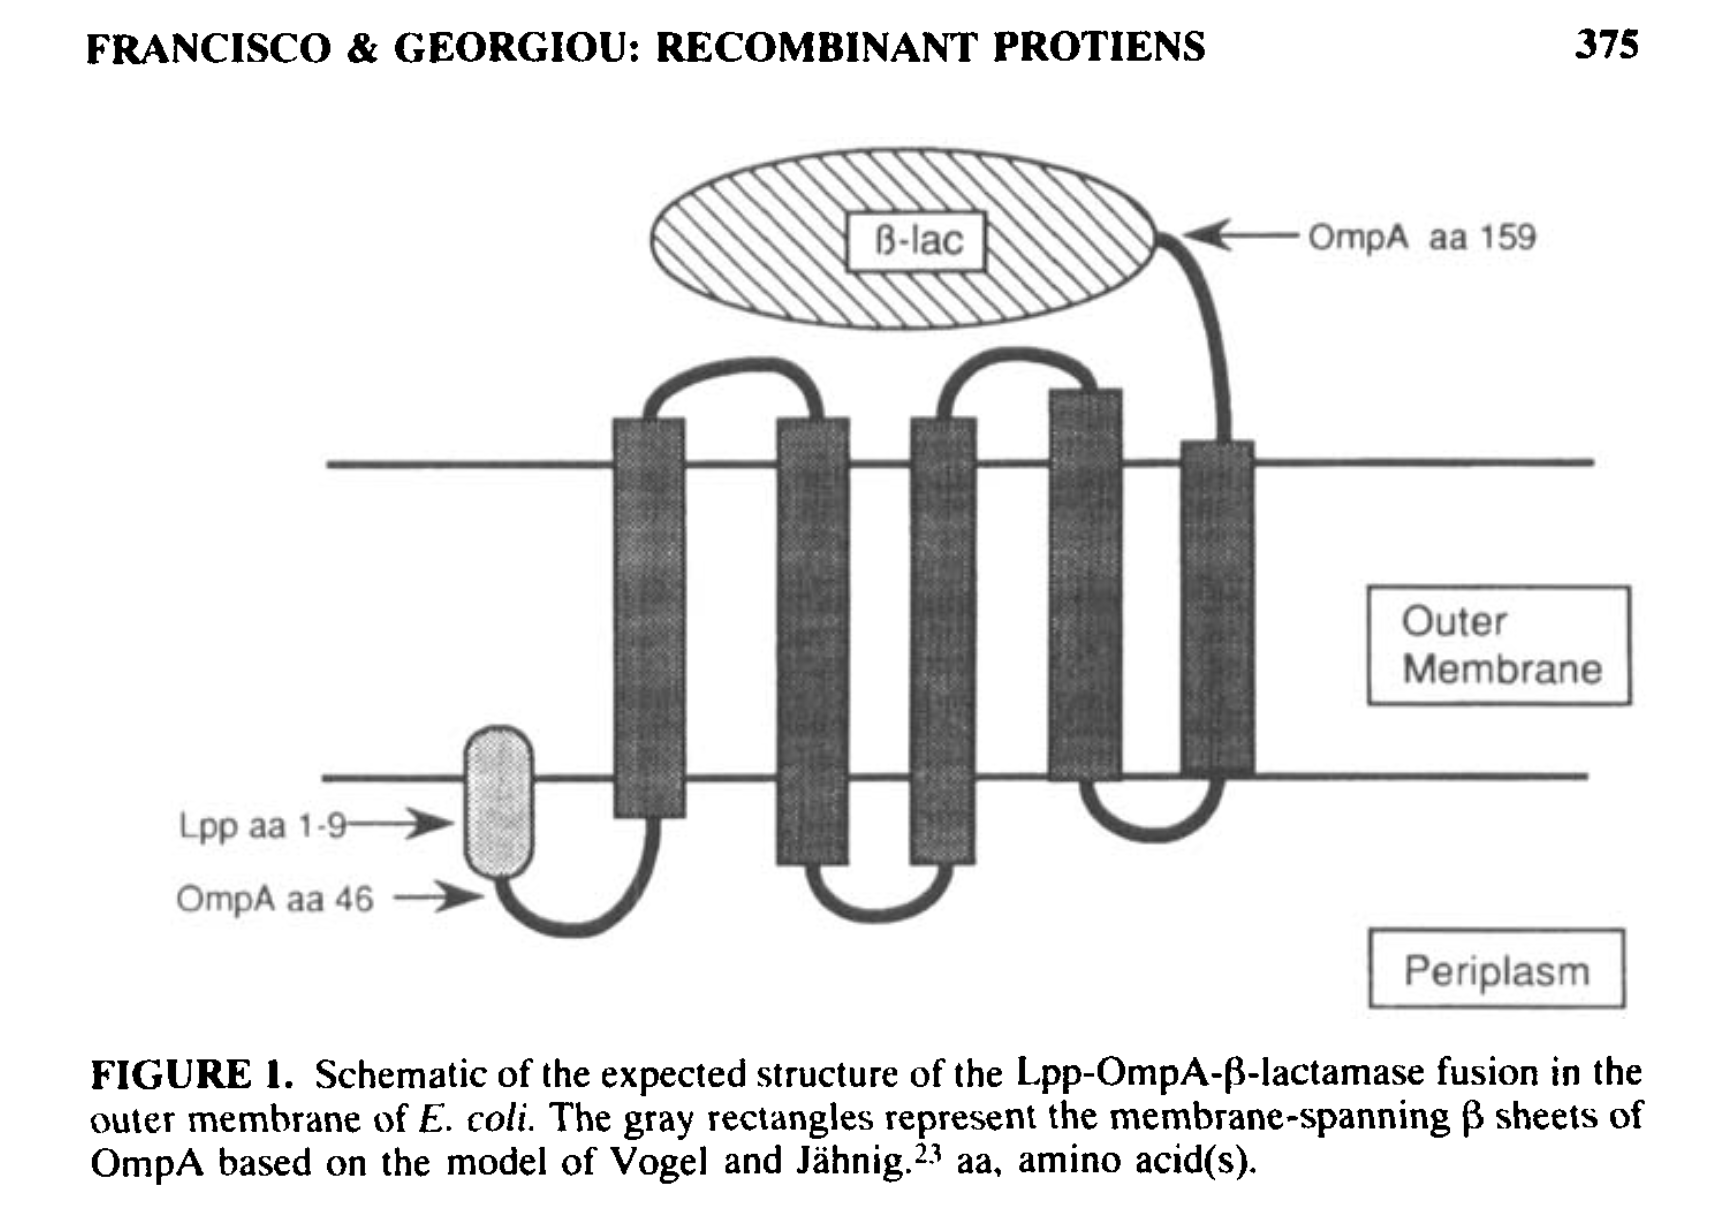 FRANCISCO & GEORGIOU: RECOMBINANT PROTIENS 375
β-lac
OmpA aa 159
Outer
Membrane
Lpp aa 1-9
OmpA aa 46
Periplasm
FIGURE 1. Schematic of the expected structure of the Lpp-OmpA-β-lactamase fusion in the
outer membrane of E. coli. The gray rectangles represent the membrane-spanning β sheets of
OmpA based on the model of Vogel and Jähnig.²³ aa, amino acid(s).